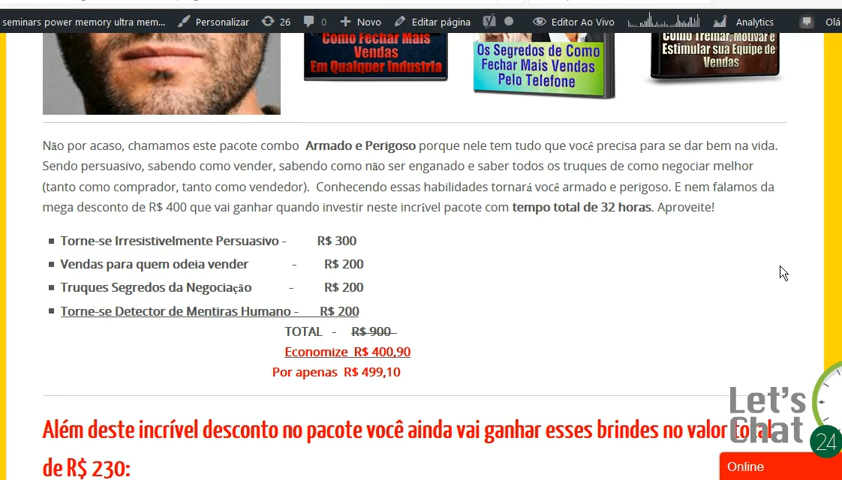 seminars power memory ultra mem... Personalizar 26 0 Novo Editar página Editor Ao Vivo Analytics Olá
Como Fechar Mais
Vendas
Em Qualquer Industria
Os Segredos de Como
Fechar Mais Vendas
Pelo Telefone
Como Treinar, Motivar e
Estimular sua Equipe de
Vendas
Não por acaso, chamamos este pacote combo Armado e Perigoso porque nele tem tudo que você precisa para se dar bem na vida.
Sendo persuasivo, sabendo como vender, sabendo como não ser enganado e saber todos os truques de como negociar melhor
(tanto como comprador, tanto como vendedor). Conhecendo essas habilidades tornará você armado e perigoso. E nem falamos da
mega desconto de R$ 400 que vai ganhar quando investir neste incrível pacote com tempo total de 32 horas. Aproveite!
Torne-se Irresistivelmente Persuasivo - R$ 300
Vendas para quem odeia vender - R$ 200
Truques Segredos da Negociação - R$ 200
Torne-se Detector de Mentiras Humano - R$ 200
TOTAL - R$ 900
Economize R$ 400,90
Por apenas R$ 499,10
Além deste incrível desconto no pacote você ainda vai ganhar esses brindes no valor total
de R$ 230:
Let's
Chat
24
Online